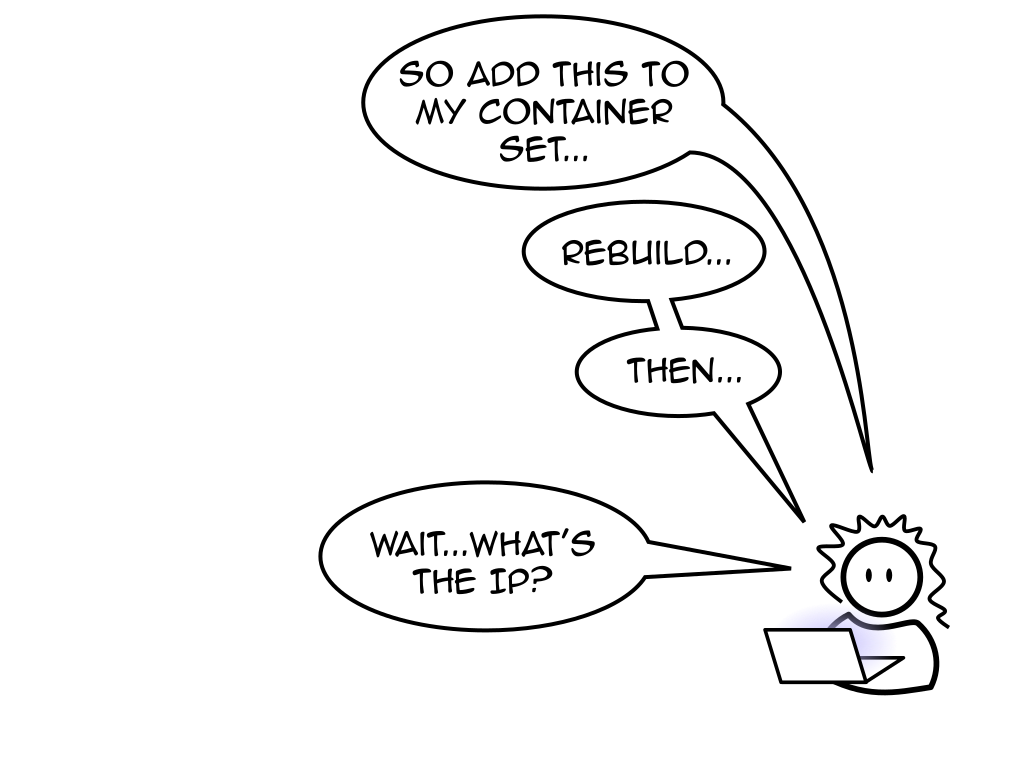 SO ADD THIS TO
MY CONTAINER
SET...
REBUILD...
THEN...
WAIT...WHAT'S
THE IP?